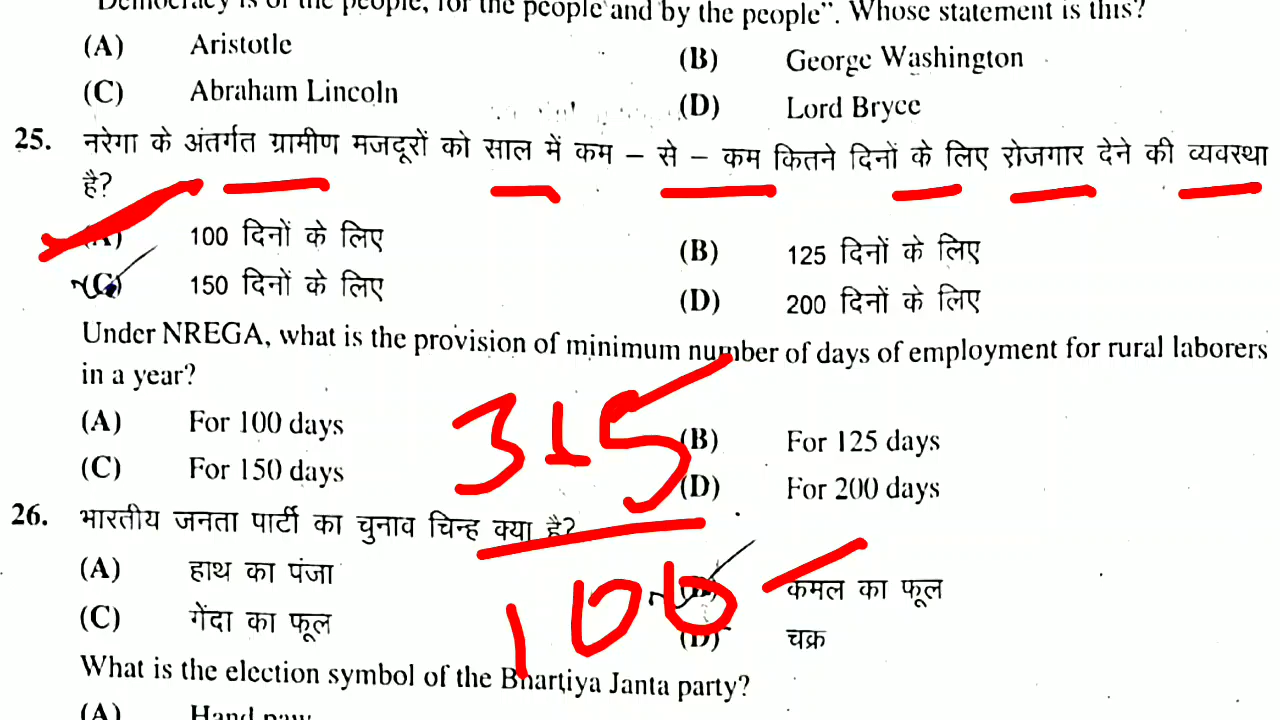 "Democracy is of the people, for the people and by the people". Whose statement is this?
(A) Aristotle (B) George Washington
(C) Abraham Lincoln (D) Lord Bryce
25. नरेगा के अंतर्गत ग्रामीण मजदूरों को साल में कम – से – कम कितने दिनों के लिए रोजगार देने की व्यवस्था
है?
(A) 100 दिनों के लिए (B) 125 दिनों के लिए
(C) 150 दिनों के लिए (D) 200 दिनों के लिए
Under NREGA, what is the provision of minimum number of days of employment for rural laborers
in a year?
(A) For 100 days (B) For 125 days
(C) For 150 days (D) For 200 days
315
100
26. भारतीय जनता पार्टी का चुनाव चिन्ह क्या है?
(A) हाथ का पंजा (B) कमल का फूल
(C) गेंदा का फूल (D) चक्र
What is the election symbol of the Bhartiya Janta party?
(A) Hand paw